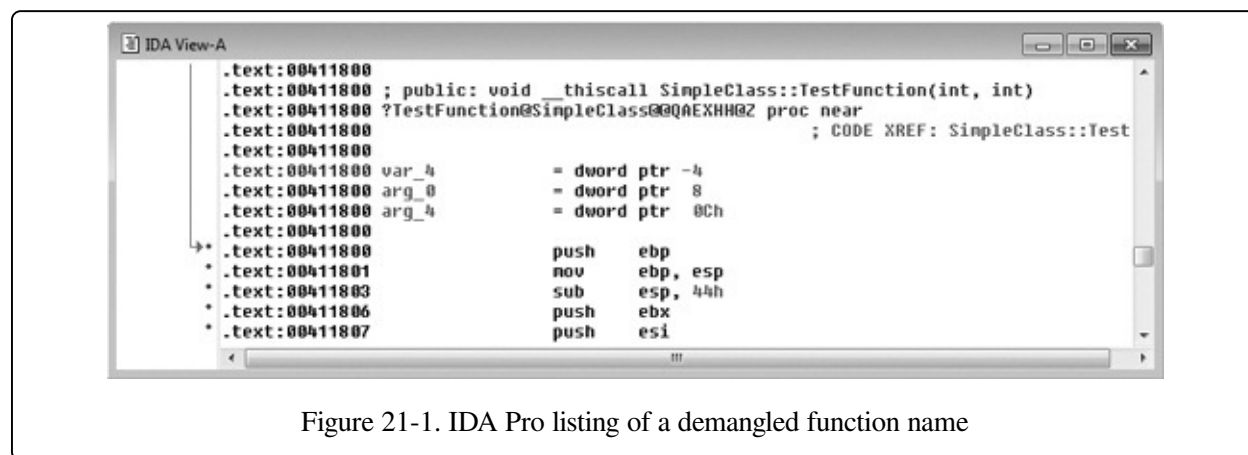 IDA View-A
.text:00411800
.text:00411800 ; public: void __thiscall SimpleClass::TestFunction(int, int)
.text:00411800 ?TestFunction@SimpleClass@@QAEXHH@Z proc near
.text:00411800 ; CODE XREF: SimpleClass::Test
.text:00411800
.text:00411800 var_4 = dword ptr -4
.text:00411800 arg_0 = dword ptr 8
.text:00411800 arg_4 = dword ptr 0Ch
.text:00411800
.text:00411800 push ebp
.text:00411801 mov ebp, esp
.text:00411803 sub esp, 44h
.text:00411806 push ebx
.text:00411807 push esi
Figure 21-1. IDA Pro listing of a demangled function name